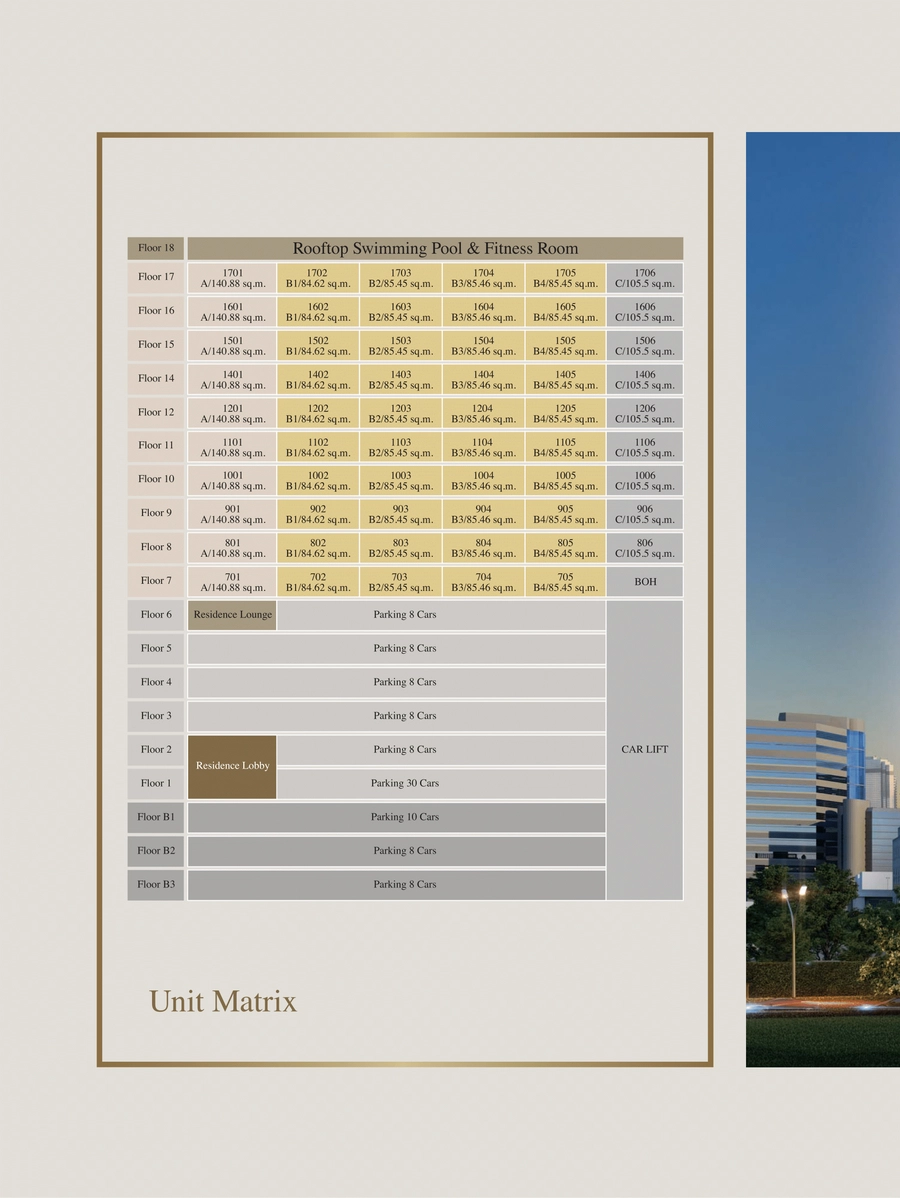 Floor 18 Rooftop Swimming Pool & Fitness Room
Floor 17
1701 1702 1703 1704 1705 1706
A/140.88 sq.m. B1/84.62 sq.m. B2/85.45 sq.m. B3/85.46 sq.m. B4/85.45 sq.m. C/105.5 sq.m.
Floor 16
1601 1602 1603 1604 1605 1606
A/140.88 sq.m. B1/84.62 sq.m. B2/85.45 sq.m. B3/85.46 sq.m. B4/85.45 sq.m. C/105.5 sq.m.
Floor 15
1501 1502 1503 1504 1505 1506
A/140.88 sq.m. B1/84.62 sq.m. B2/85.45 sq.m. B3/85.46 sq.m. B4/85.45 sq.m. C/105.5 sq.m.
Floor 14
1401 1402 1403 1404 1405 1406
A/140.88 sq.m. B1/84.62 sq.m. B2/85.45 sq.m. B3/85.46 sq.m. B4/85.45 sq.m. C/105.5 sq.m.
Floor 12
1201 1202 1203 1204 1205 1206
A/140.88 sq.m. B1/84.62 sq.m. B2/85.45 sq.m. B3/85.46 sq.m. B4/85.45 sq.m. C/105.5 sq.m.
Floor 11
1101 1102 1103 1104 1105 1106
A/140.88 sq.m. B1/84.62 sq.m. B2/85.45 sq.m. B3/85.46 sq.m. B4/85.45 sq.m. C/105.5 sq.m.
Floor 10
1001 1002 1003 1004 1005 1006
A/140.88 sq.m. B1/84.62 sq.m. B2/85.45 sq.m. B3/85.46 sq.m. B4/85.45 sq.m. C/105.5 sq.m.
Floor 9
901 902 903 904 905 906
A/140.88 sq.m. B1/84.62 sq.m. B2/85.45 sq.m. B3/85.46 sq.m. B4/85.45 sq.m. C/105.5 sq.m.
Floor 8
801 802 803 804 805 806
A/140.88 sq.m. B1/84.62 sq.m. B2/85.45 sq.m. B3/85.46 sq.m. B4/85.45 sq.m. C/105.5 sq.m.
Floor 7
701 702 703 704 705 BOH
A/140.88 sq.m. B1/84.62 sq.m. B2/85.45 sq.m. B3/85.46 sq.m. B4/85.45 sq.m.
Floor 6 Residence Lounge Parking 8 Cars
Floor 5 Parking 8 Cars
Floor 4 Parking 8 Cars
Floor 3 Parking 8 Cars
Floor 2 Parking 8 Cars CAR LIFT
Residence Lobby
Floor 1 Parking 30 Cars
Floor B1 Parking 10 Cars
Floor B2 Parking 8 Cars
Floor B3 Parking 8 Cars
Unit Matrix